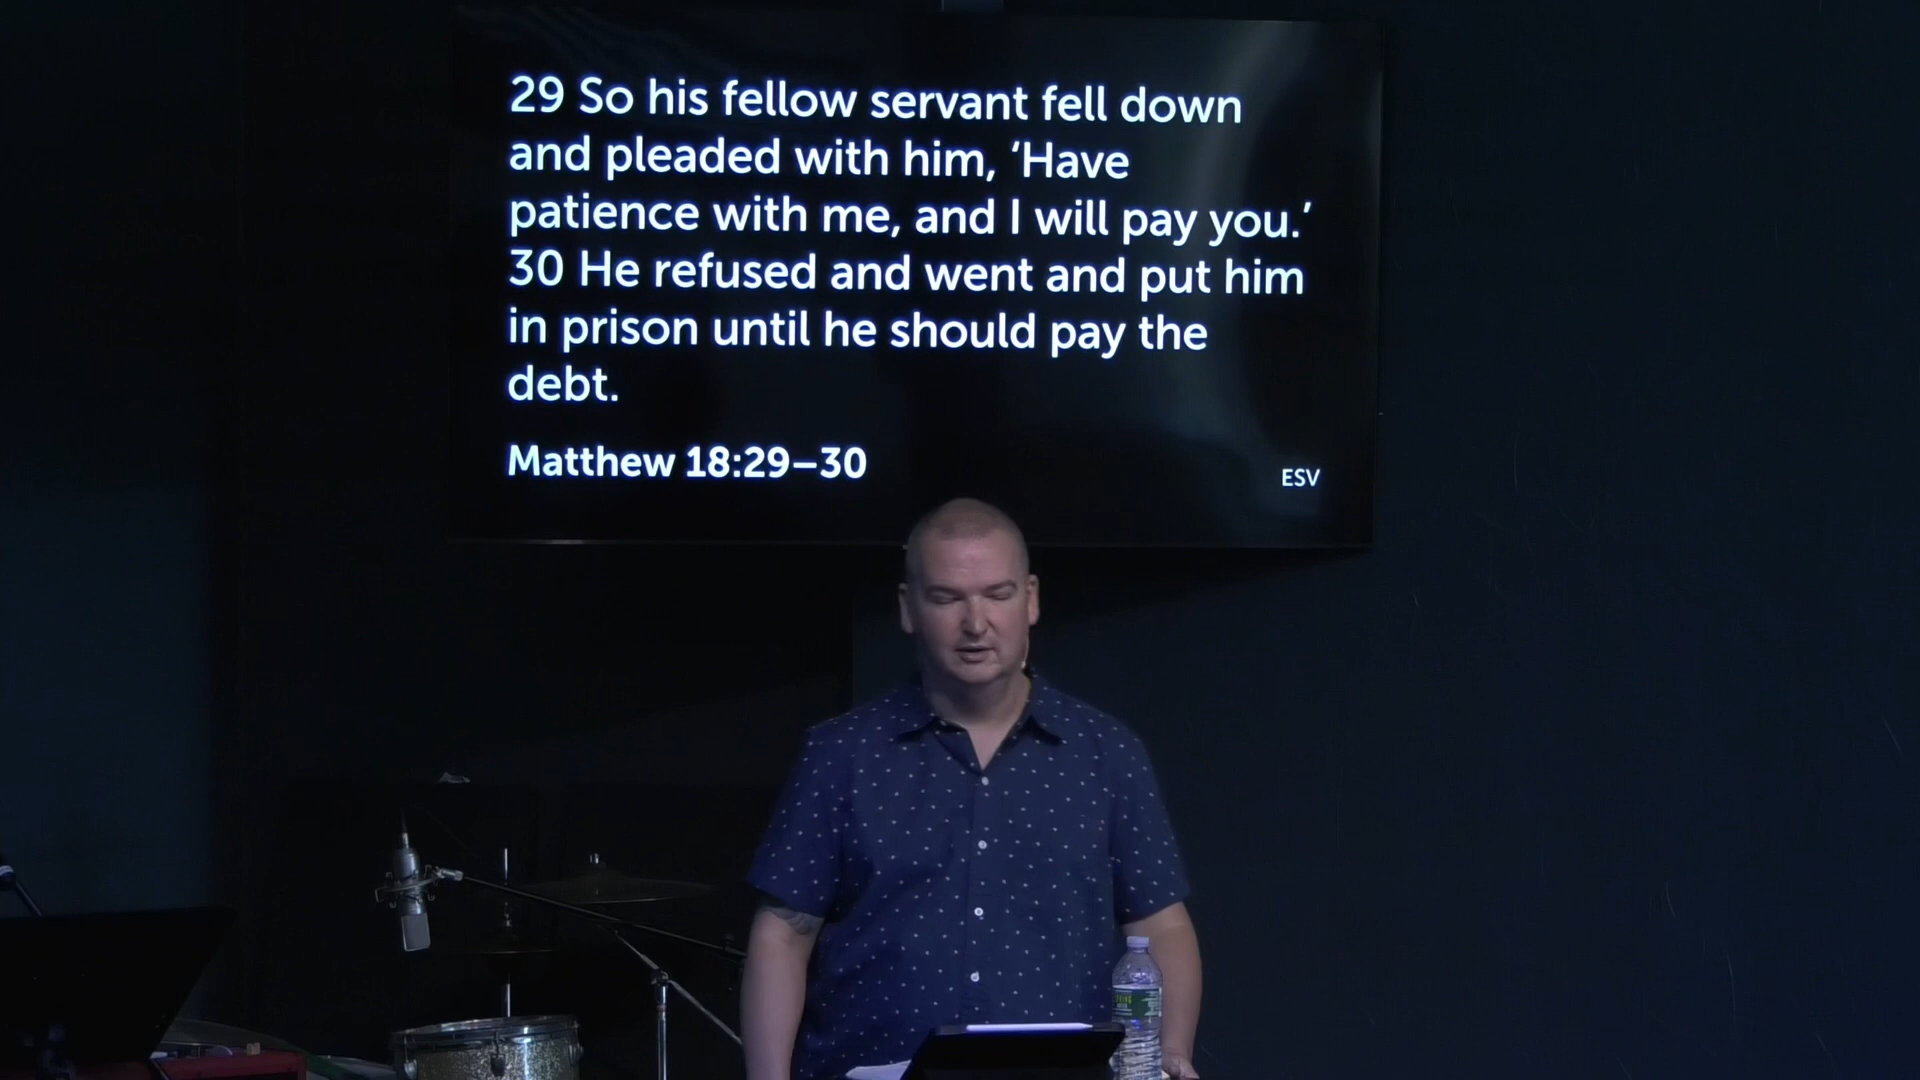 29 So his fellow servant fell down
and pleaded with him, ‘Have
patience with me, and I will pay you.’
30 He refused and went and put him
in prison until he should pay the
debt.
Matthew 18:29–30
ESV